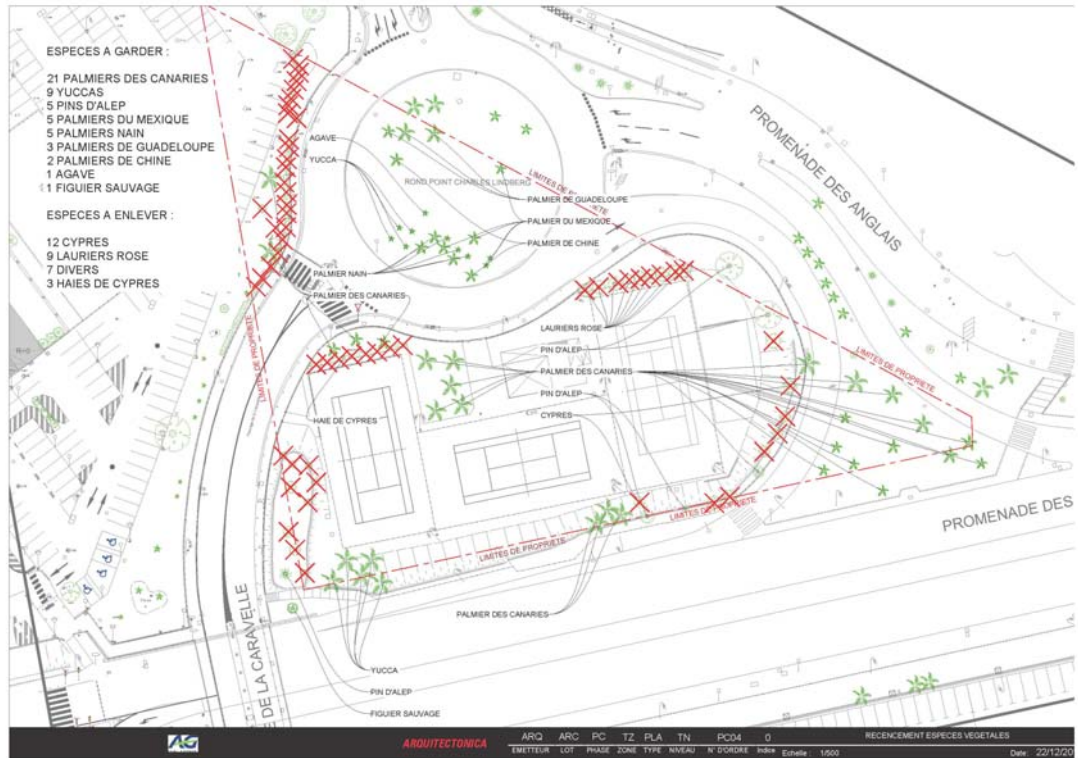 ESPECES A GARDER :
21 PALMIERS DES CANARIES
9 YUCCAS
5 PINS D'ALEP
5 PALMIERS DU MEXIQUE
5 PALMIERS NAIN
3 PALMIERS DE GUADELOUPE
2 PALMIERS DE CHINE
1 AGAVE
1 FIGUIER SAUVAGE
ESPECES A ENLEVER :
12 CYPRES
9 LAURIERS ROSE
7 DIVERS
3 HAIES DE CYPRES
PROMENADE DES ANGLAIS
AGAVE
YUCCA
ROND POINT CHARLES LINDBERG
LIMITES DE PROPRIETE
PALMIER DE GUADELOUPE
PALMIER DU MEXIQUE
PALMIER DE CHINE
PALMIER NAIN
PALMIER DES CANARIES
LIMITES DE PROPRIETE
LAURIERS ROSE
PIN D'ALEP
PALMIER DES CANARIES
LIMITES DE PROPRIETE
PIN D'ALEP
CYPRES
HAIE DE CYPRES
LIMITES DE PROPRIETE
LIMITES DE PROPRIETE
PROMENADE DES
PALMIER DES CANARIES
E DE LA CARAVELLE
YUCCA
PIN D'ALEP
FIGUIER SAUVAGE
AG
ARQUITECTONICA
ARQ ARC PC TZ PLA TN PC04 0
EMETTEUR LOT PHASE ZONE TYPE NIVEAU N° D'ORDRE Indice
Echelle : 1/500
RECENCEMENT ESPECES VEGETALES
Date: 22/12/20